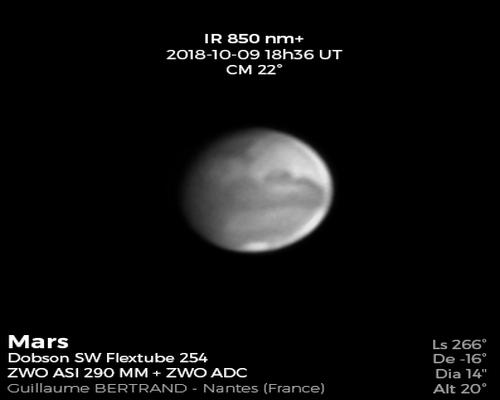 IR 850 nm+
2018-10-09 18h36 UT
CM 22°
Mars
Dobson SW Flextube 254
ZWO ASI 290 MM + ZWO ADC
Guillaume BERTRAND - Nantes (France)
Ls 266°
De -16°
Dia 14"
Alt 20°